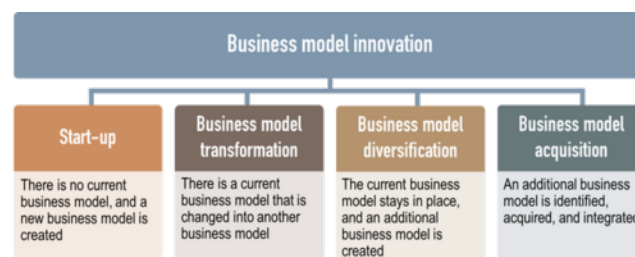 Business model innovation
Start-up
There is no current
business model, and a
new business model is
created
Business model
transformation
There is a current
business model that is
changed into another
business model
Business model
diversification
The current business
model stays in place,
and an additional
business model is
created
Business model
acquisition
An additional business
model is identified,
acquired, and integrated